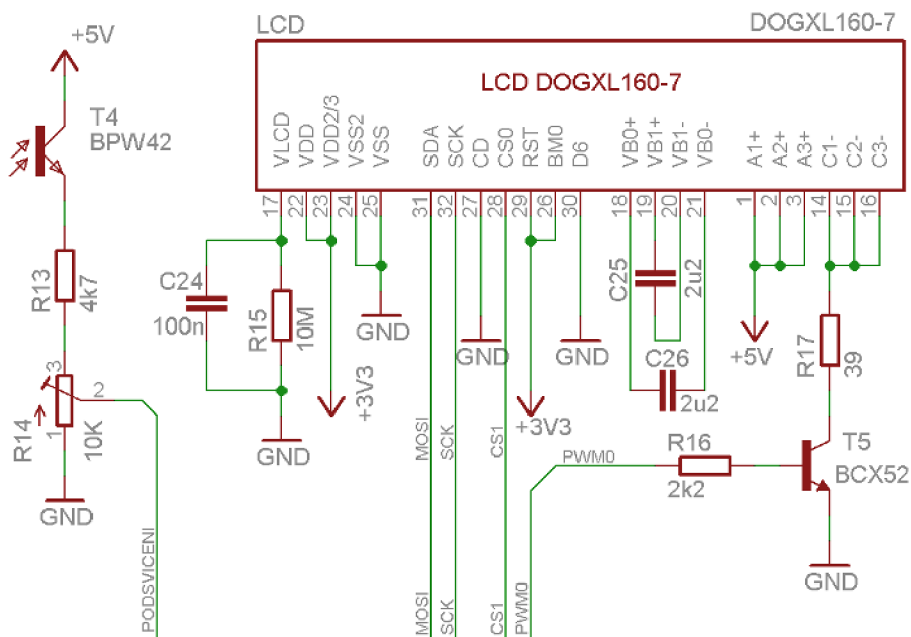 LCD
DOGXL160-7
+5V
LCD DOGXL160-7
T4
BPW42
VLCD
VDD
VDD2/3
VSS2
VSS
SDA
SCK
CD
CS0
RST
BM0
D6
VB0+
VB1+
VB1-
VB0-
A1+
A2+
A3+
C1-
C2-
C3-
17
22
23
24
25
31
32
27
28
29
26
30
18
19
20
21
1
2
3
14
15
16
R13
4k7
C24
100n
R15
10M
GND
GND
GND
C25
2u2
+5V
R17
39
C26
2u2
3
2
1
R14
10K
+3V3
+3V3
GND
MOSI
SCK
CS1
PWM0
R16
2k2
T5
BCX52
GND
GND
PODSVICENI
MOSI
SCK
CS1
PWM0